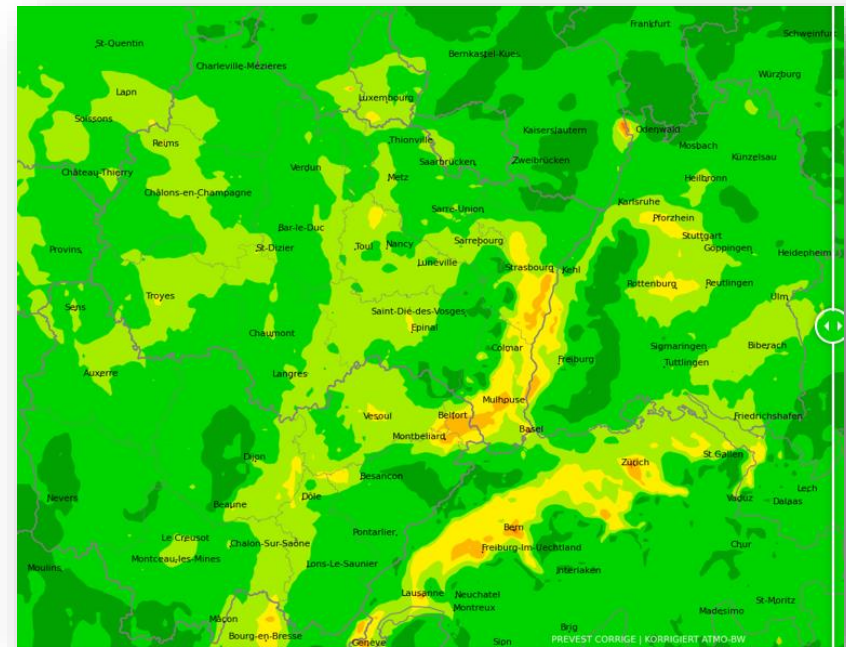 Frankfurt
St-Quentin
Schweinfurt
Bernkastel-Kues
Charleville-Mézières
Würzburg
Laon
Luxembourg
Soissons
Kaiserslautern
Odenwald
Reims
Thionville
Mosbach
Künzelsau
Verdun
Saarbrücken
Zweibrücken
Château-Thierry
Metz
Heilbronn
Châlons-en-Champagne
Karlsruhe
Sarre-Union
Pforzheim
Bar-le-Duc
Stuttgart
Provins
St-Dizier
Toul
Nancy
Sarrebourg
Göppingen
Heidenheim
Lunéville
Strasbourg
Kehl
Rottenburg
Reutlingen
Troyes
Ulm
Sens
Saint-Dié-des-Vosges
Epinal
Chaumont
Colmar
Sigmaringen
Biberach
Freiburg
Tuttlingen
Auxerre
Langres
Mulhouse
Vesoul
Belfort
Friedrichshafen
Montbéliard
Basel
Dijon
Zürich
St Gallen
Besançon
Lech
Nevers
Dôle
Vaduz
Dalaas
Beaune
Bern
Pontarlier
Le Creusot
Chalon-Sur-Saône
Freiburg-Im-Uechtland
Chur
Montceau-les-Mines
Lons-Le-Saunier
Interlaken
Moulins
Lausanne
Neuchatel
St-Moritz
Montreux
Madesimo
Mâcon
Brig
Bourg-en-Bresse
Genève
Sion
PREVEST CORRIGE | KORRIGIERT ATMO-BW